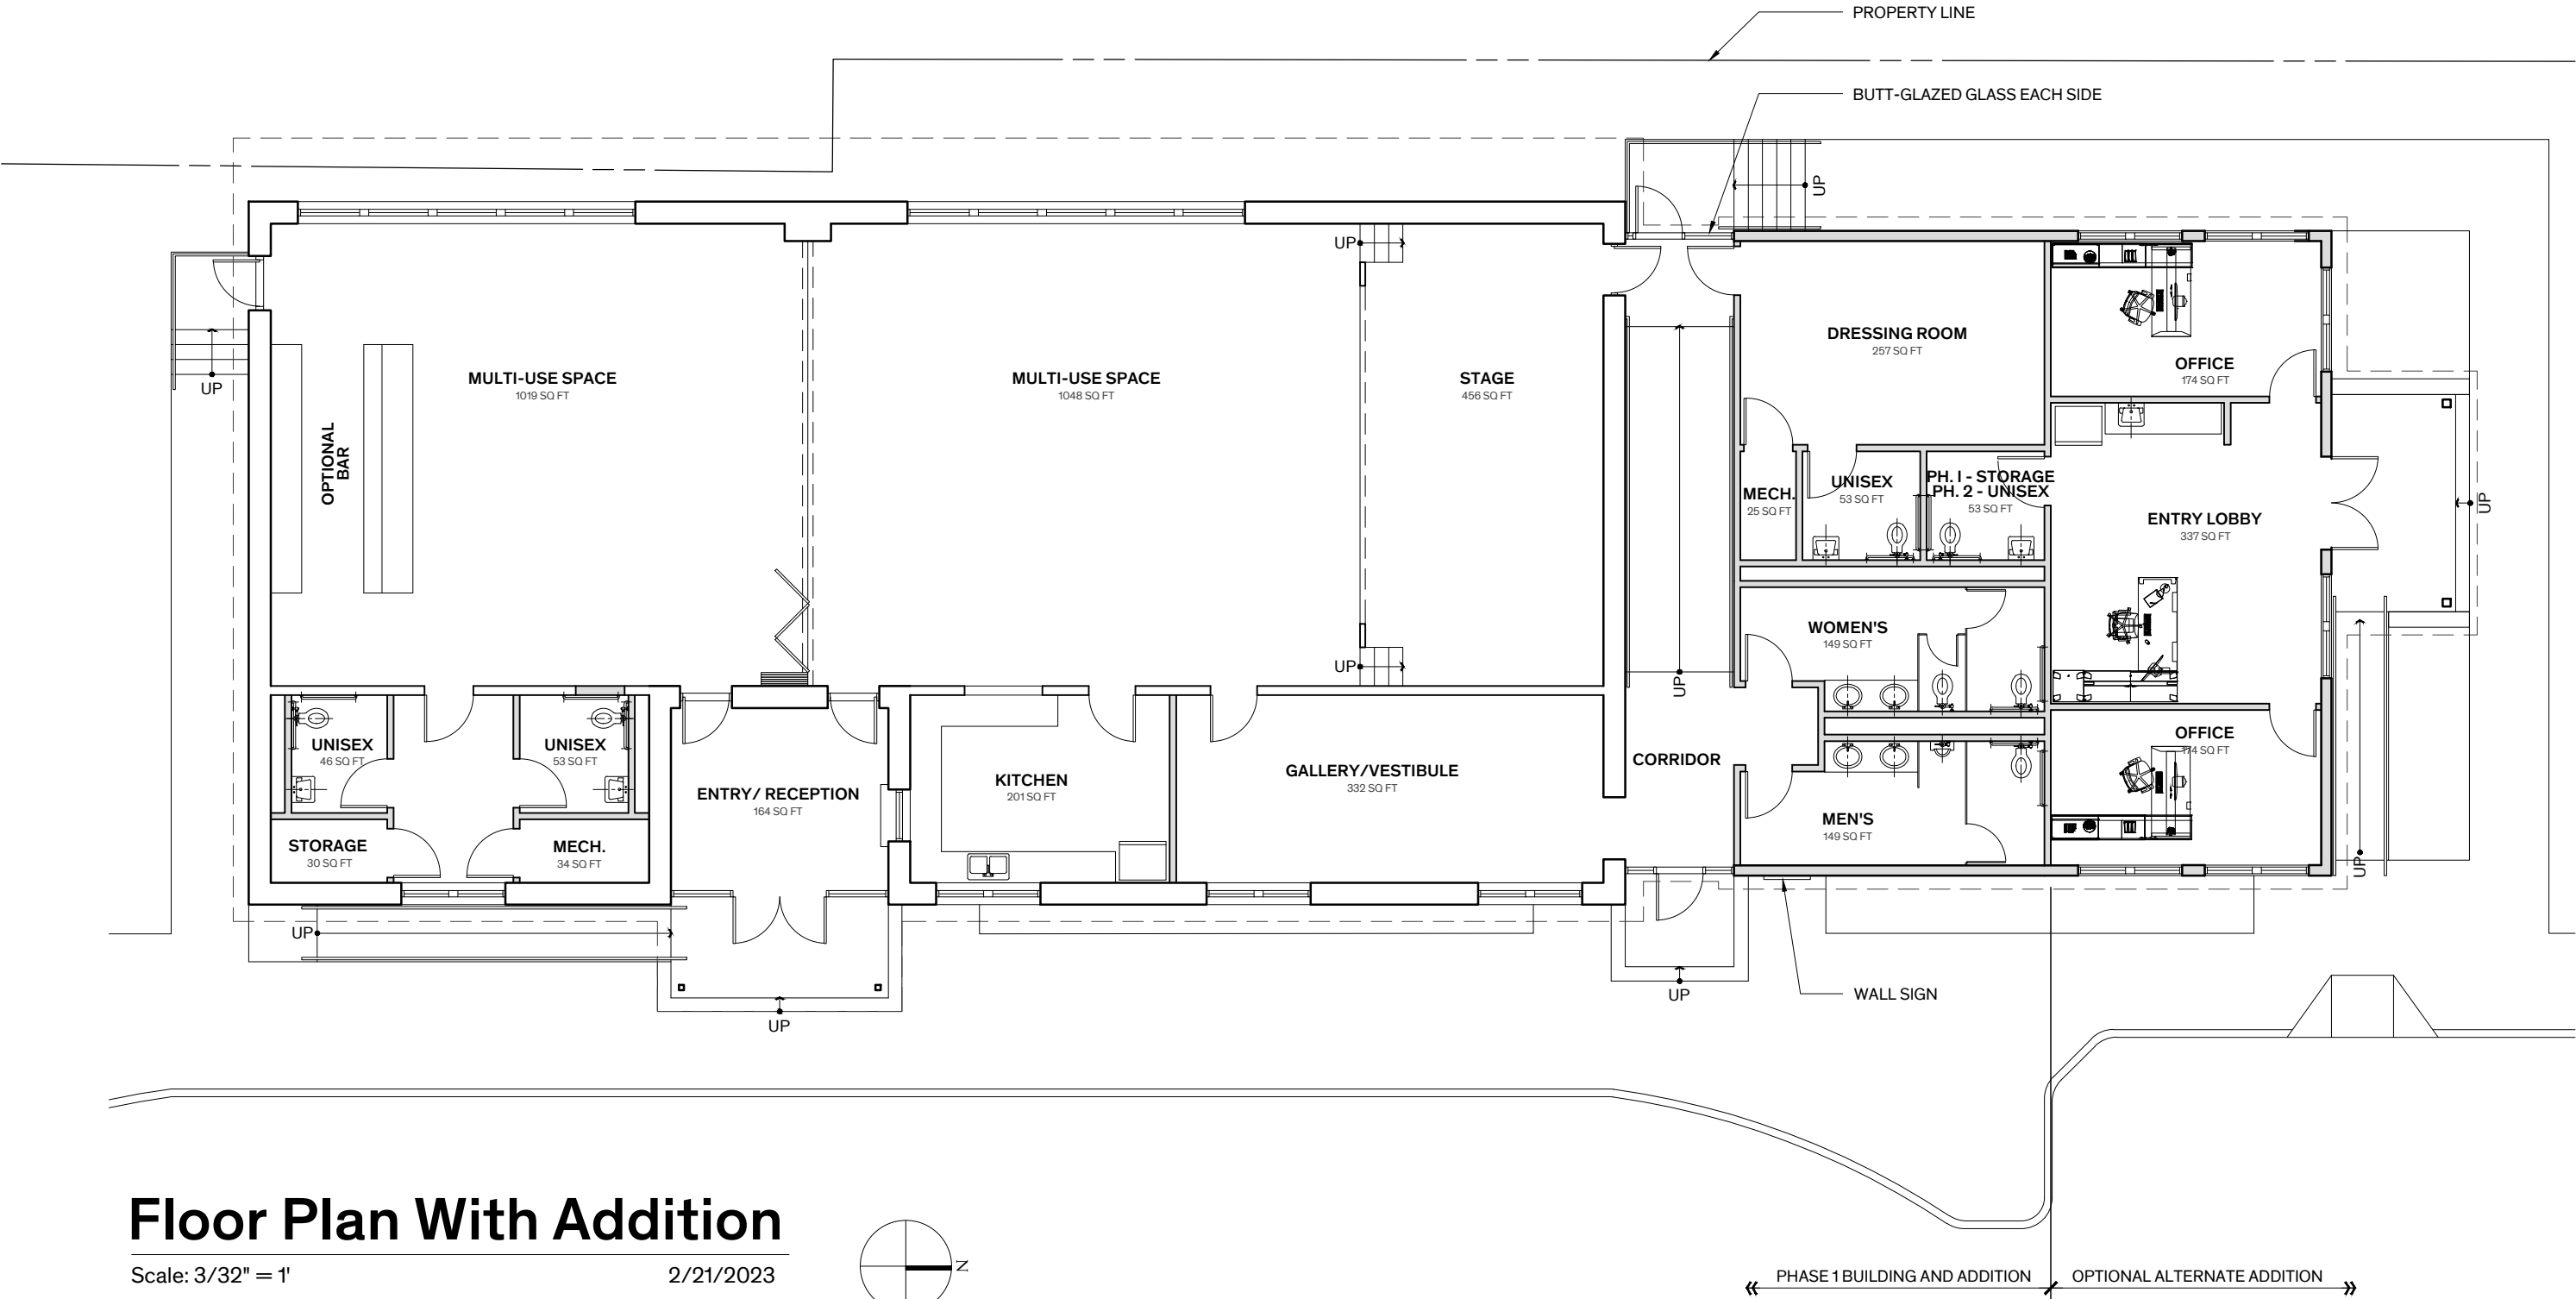 PROPERTY LINE
BUTT-GLAZED GLASS EACH SIDE
UP
UP
UP
MULTI-USE SPACE
1019 SQ FT
OPTIONAL
BAR
MULTI-USE SPACE
1048 SQ FT
STAGE
456 SQ FT
UP
UP
DRESSING ROOM
257 SQ FT
OFFICE
174 SQ FT
MECH.
25 SQ FT
UNISEX
53 SQ FT
PH. I - STORAGE
PH. 2 - UNISEX
53 SQ FT
ENTRY LOBBY
337 SQ FT
UP
WOMEN'S
149 SQ FT
UNISEX
46 SQ FT
UNISEX
53 SQ FT
STORAGE
30 SQ FT
MECH.
34 SQ FT
ENTRY/ RECEPTION
164 SQ FT
KITCHEN
201 SQ FT
GALLERY/VESTIBULE
332 SQ FT
CORRIDOR
MEN'S
149 SQ FT
OFFICE
174 SQ FT
UP
UP
UP
UP
WALL SIGN
Floor Plan With Addition
Scale: 3/32" = 1'
2/21/2023
N
PHASE 1 BUILDING AND ADDITION
OPTIONAL ALTERNATE ADDITION